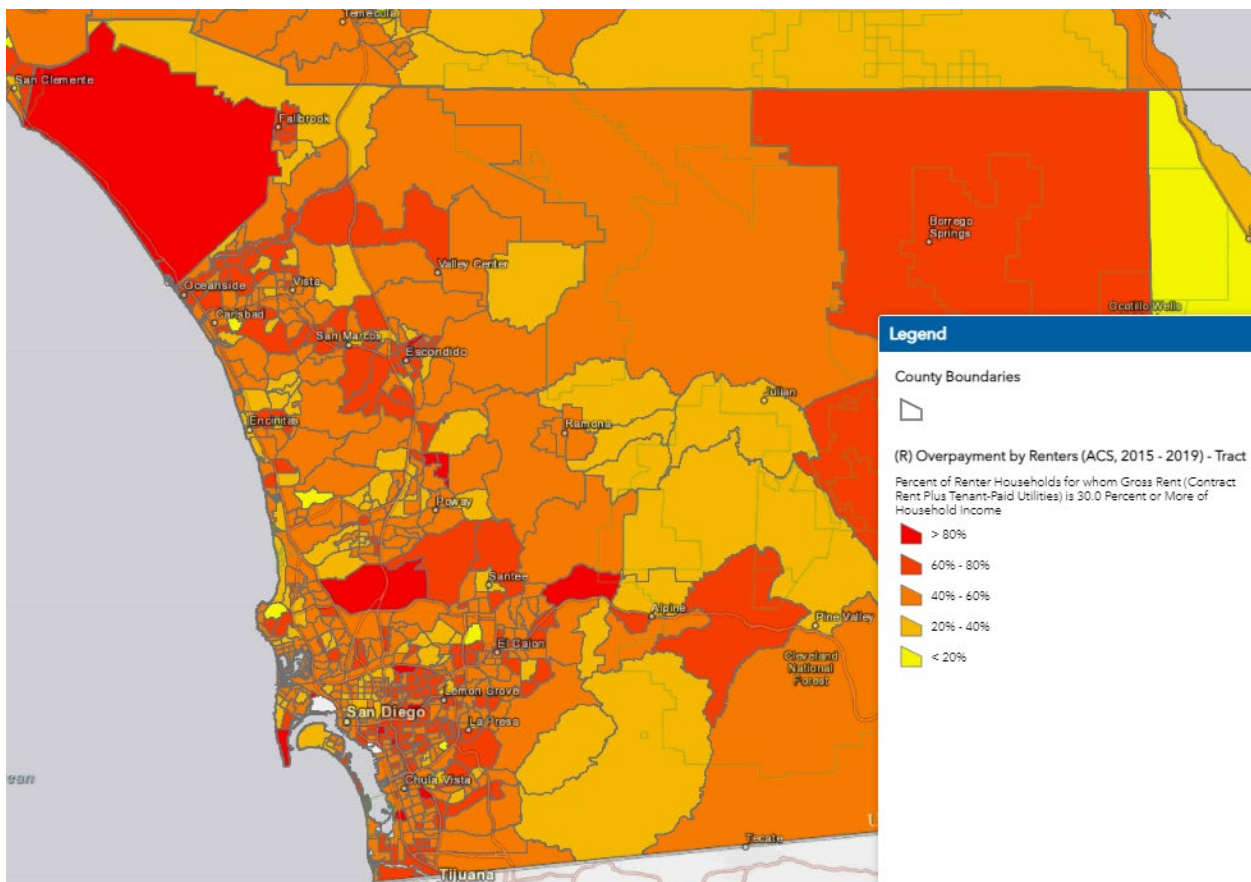 Temecula
San Clemente
Fallbrook
Borrego
Springs
Valley Center
Oceanside
Vista
Ocotillo Wells
Carlsbad
San Marcos
Escondido
Legend
County Boundaries
Julian
Encinitas
Ramona
(R) Overpayment by Renters (ACS, 2015 - 2019) - Tract
Percent of Renter Households for whom Gross Rent (Contract
Rent Plus Tenant-Paid Utilities) is 30.0 Percent or More of
Household Income
Poway
> 80%
60% - 80%
Santee
40% - 60%
Alpine
Pine Valley
20% - 40%
El Cajon
Cleveland
National
Forest
< 20%
Lemon Grove
San Diego
La Presa
ean
Chula Vista
U
Tecate
Tijuana